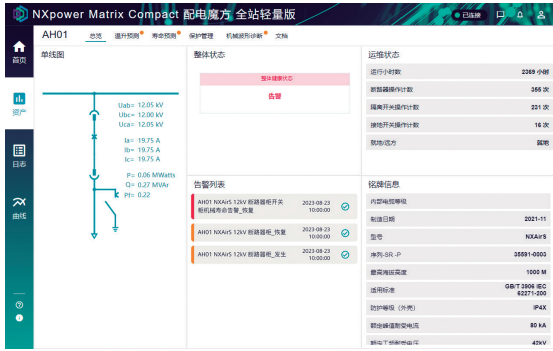 NXpower Matrix Compact 配电魔方 全站轻量版
已连接
AH01
总览
温升预测
寿命预测
保护管理
机械波形诊断
文档
首页
资产
日志
曲线
单线图
Uab= 12.05 kV
Ubc= 12.00 kV
Uca= 12.05 kV
Ia= 19.75 A
Ib= 19.75 A
Ic= 19.75 A
P= 0.06 MWatts
Q= 0.27 MVAr
Pf= 0.22
整体状态
整体健康状态
告警
告警列表
AH01 NXAirS 12kV 断路器柜开关
柜机械寿命告警_恢复
2023-08-23
10:00:00
AH01 NXAirS 12kV 断路器柜_恢复
2023-08-23
10:00:00
AH01 NXAirS 12kV 断路器柜_发生
2023-08-23
10:00:00
运维状态
运行小时数 2369 小时
断路器操作计数 355 次
隔离开关操作计数 231 次
接地开关操作计数 16 次
就地/远方 就地
铭牌信息
内部电弧等级
制造日期 2021-11
型号 NXAirS
序列-SR -P 35591-0003
最高海拔高度 1000 M
适用标准 GB/T 3906 IEC
62271-200
防护等级（外壳） IP4X
额定峰值耐受电流 80 kA
额定工频耐受电压 42kV